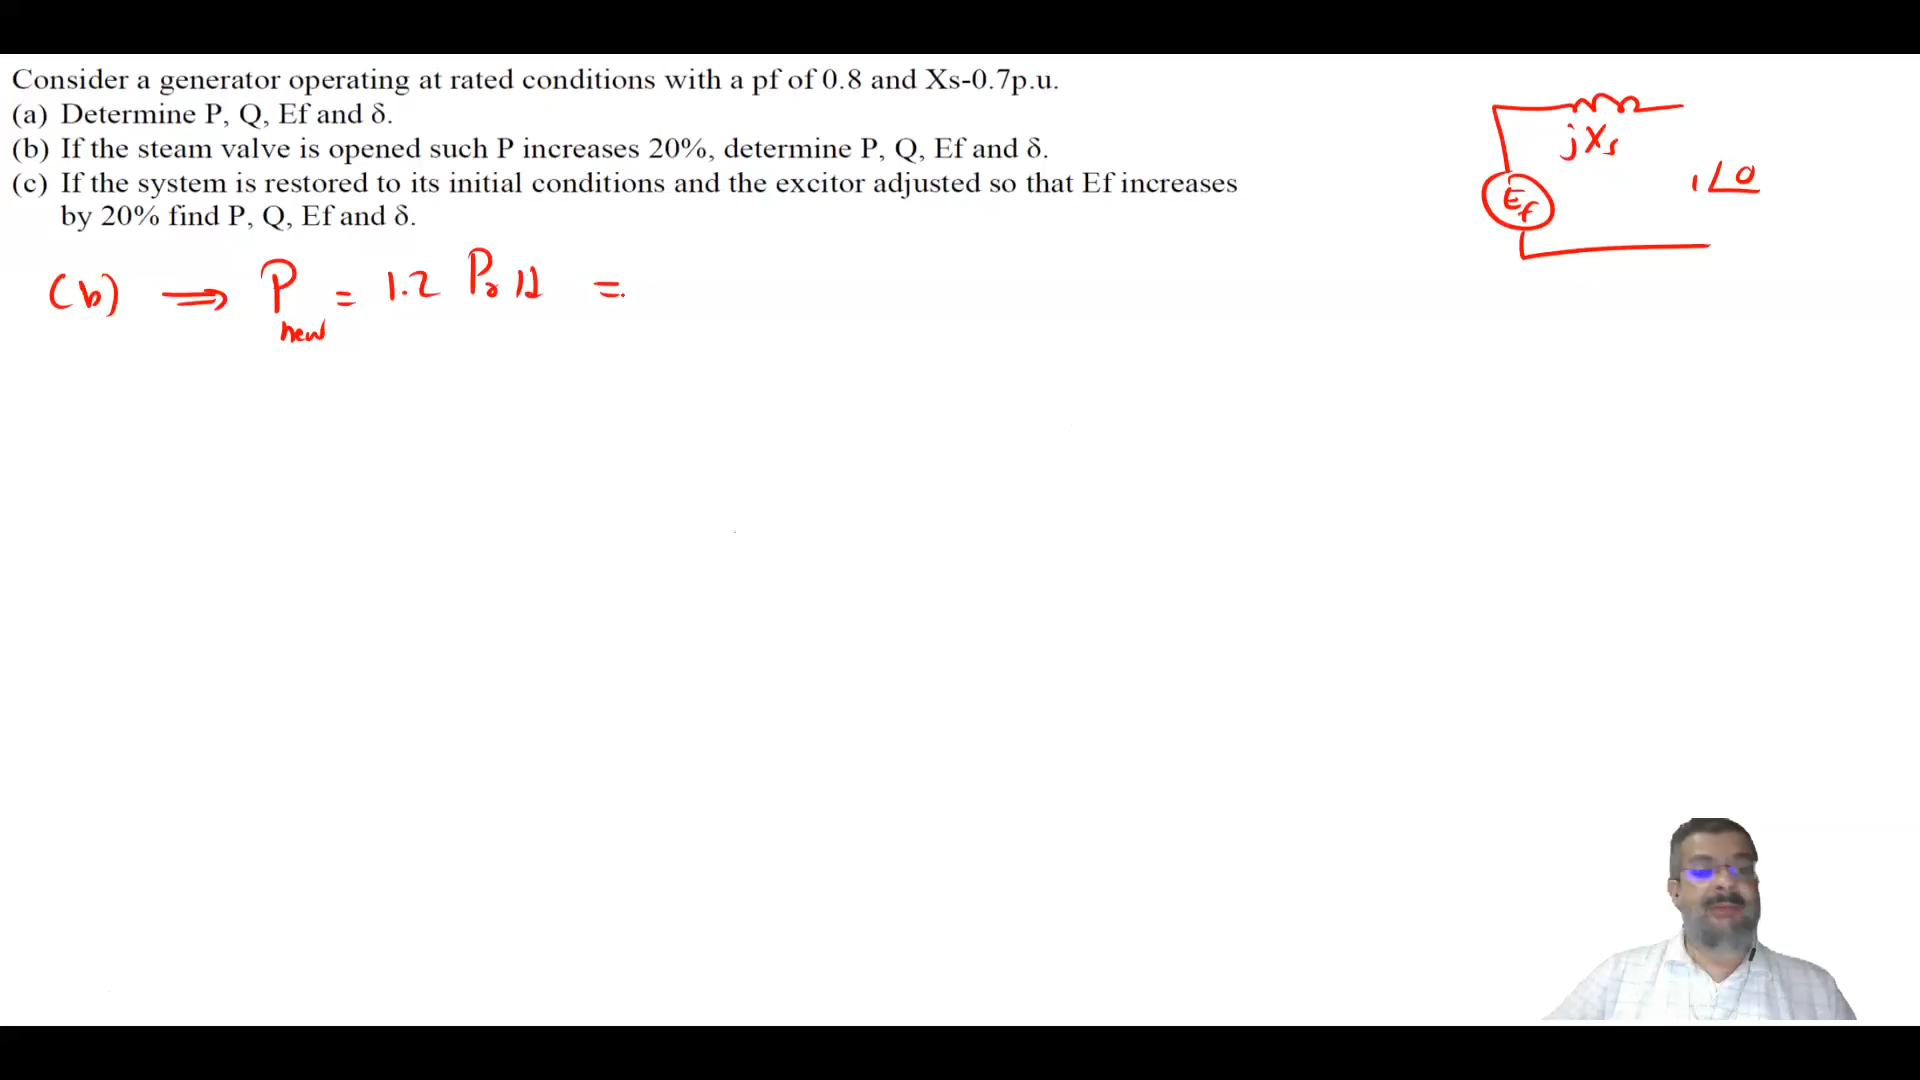 Consider a generator operating at rated conditions with a pf of 0.8 and Xs-0.7p.u.
(a) Determine P, Q, Ef and δ.
(b) If the steam valve is opened such P increases 20%, determine P, Q, Ef and δ.
(c) If the system is restored to its initial conditions and the excitor adjusted so that Ef increases
by 20% find P, Q, Ef and δ.
jXs
Ef
1∠0
(b) ⟹ P new = 1.2 P =